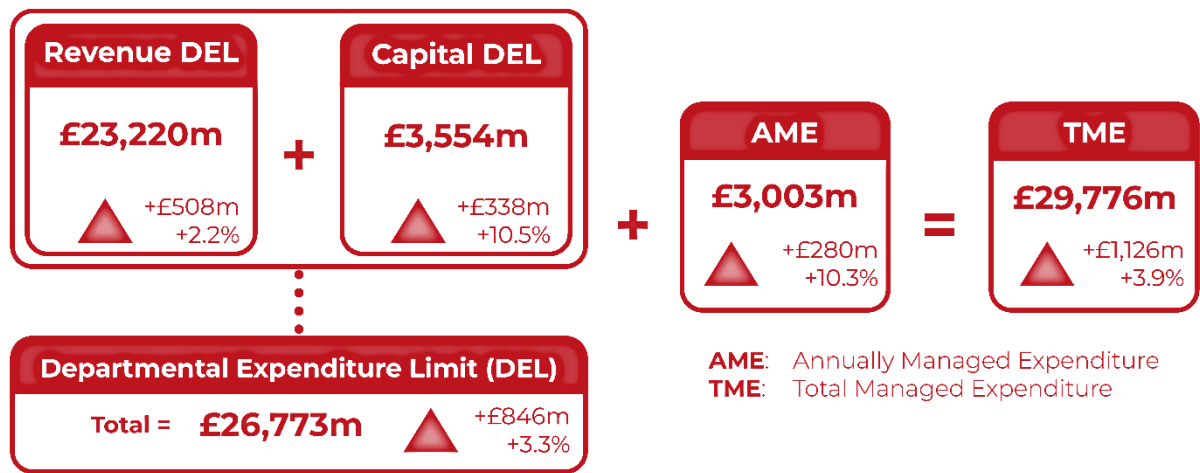 Revenue DEL
£23,220m
+£508m
+2.2%
+
Capital DEL
£3,554m
+£338m
+10.5%
+
AME
£3,003m
+£280m
+10.3%
=
TME
£29,776m
+£1,126m
+3.9%
Departmental Expenditure Limit (DEL)
Total = £26,773m
+£846m
+3.3%
AME: Annually Managed Expenditure
TME: Total Managed Expenditure